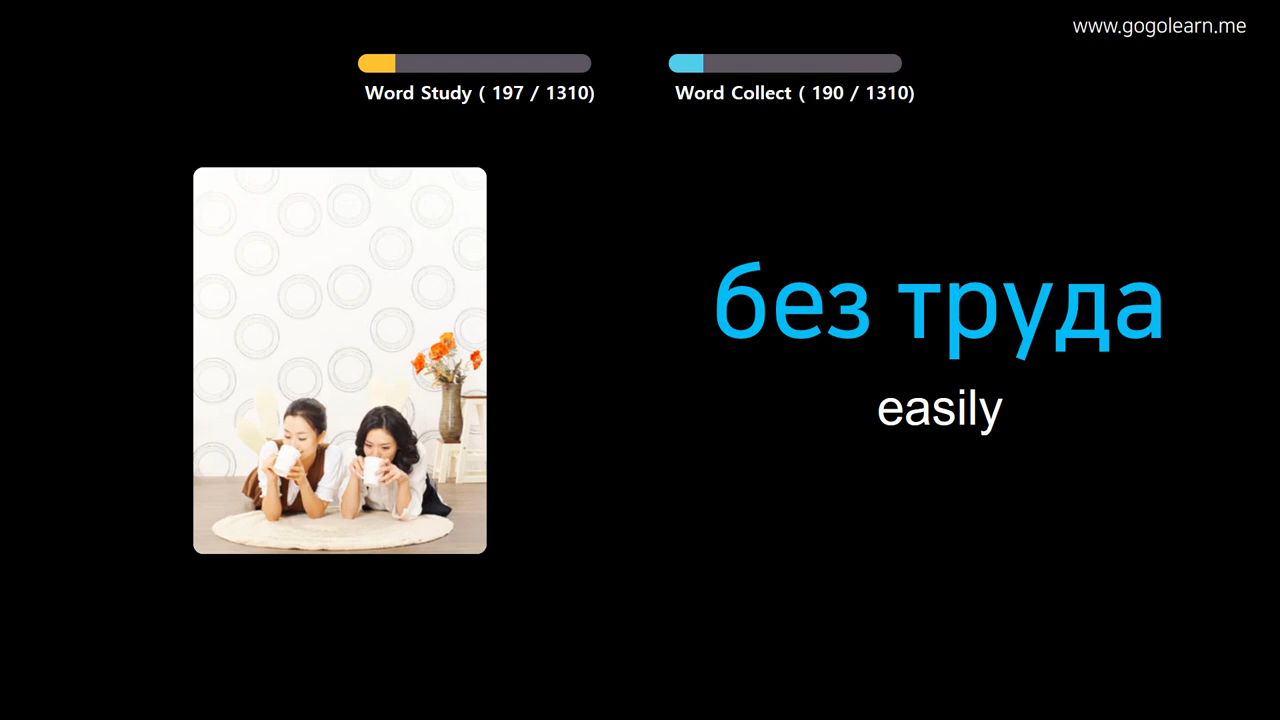 www.gogolearn.me
Word Study ( 197 / 1310)
Word Collect ( 190 / 1310)
без труда
easily